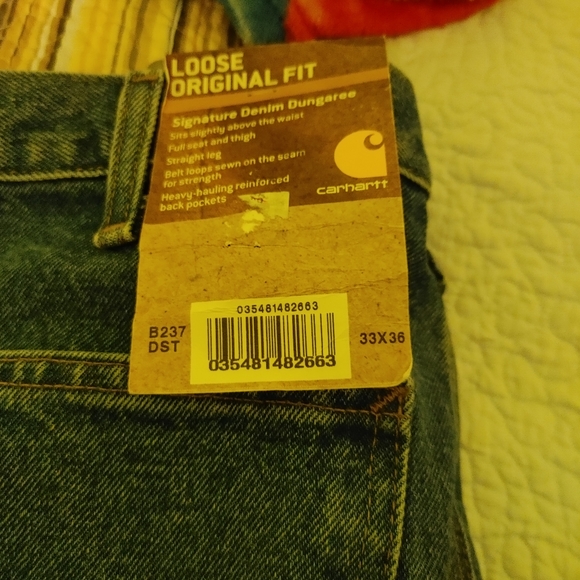 LOOSE
ORIGINAL FIT
Signature Denim Dungaree
Sits slightly above the waist
Full seat and thigh
Straight leg
Belt loops sewn on the seam
for strength
Heavy-hauling reinforced
back pockets
carhartt
035481482663
B237
DST
035481482663
33X36